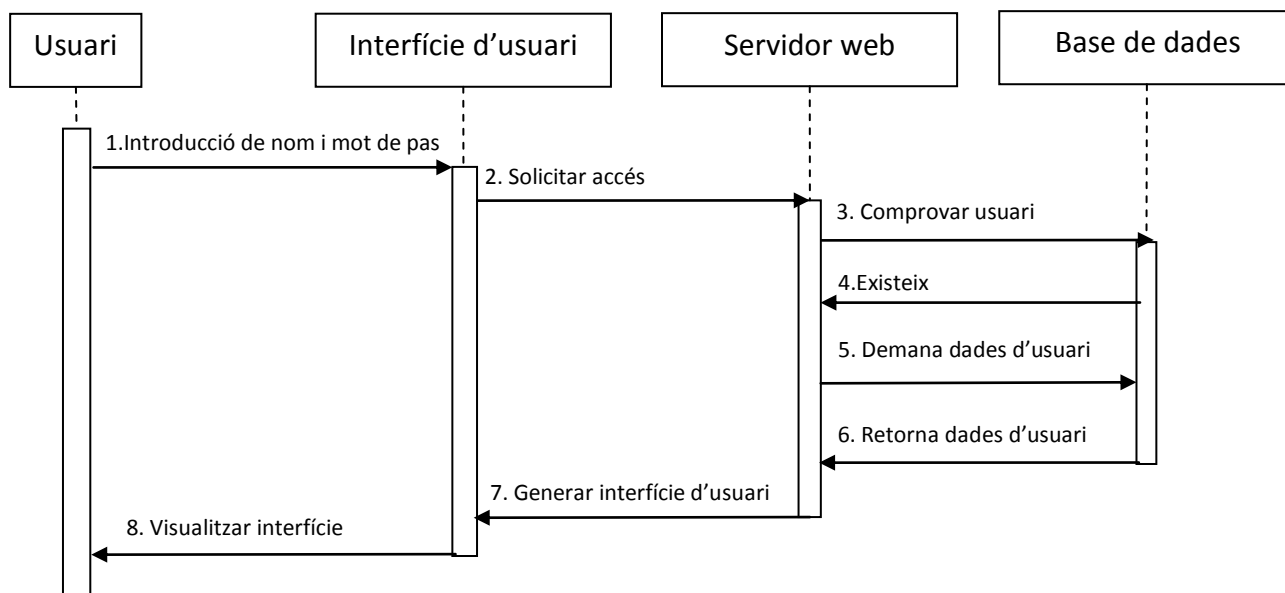 Usuari
Interfície d’usuari
Servidor web
Base de dades
1.Introducció de nom i mot de pas
2. Solicitar accés
3. Comprovar usuari
4.Existeix
5. Demana dades d’usuari
6. Retorna dades d’usuari
7. Generar interfície d’usuari
8. Visualitzar interfície